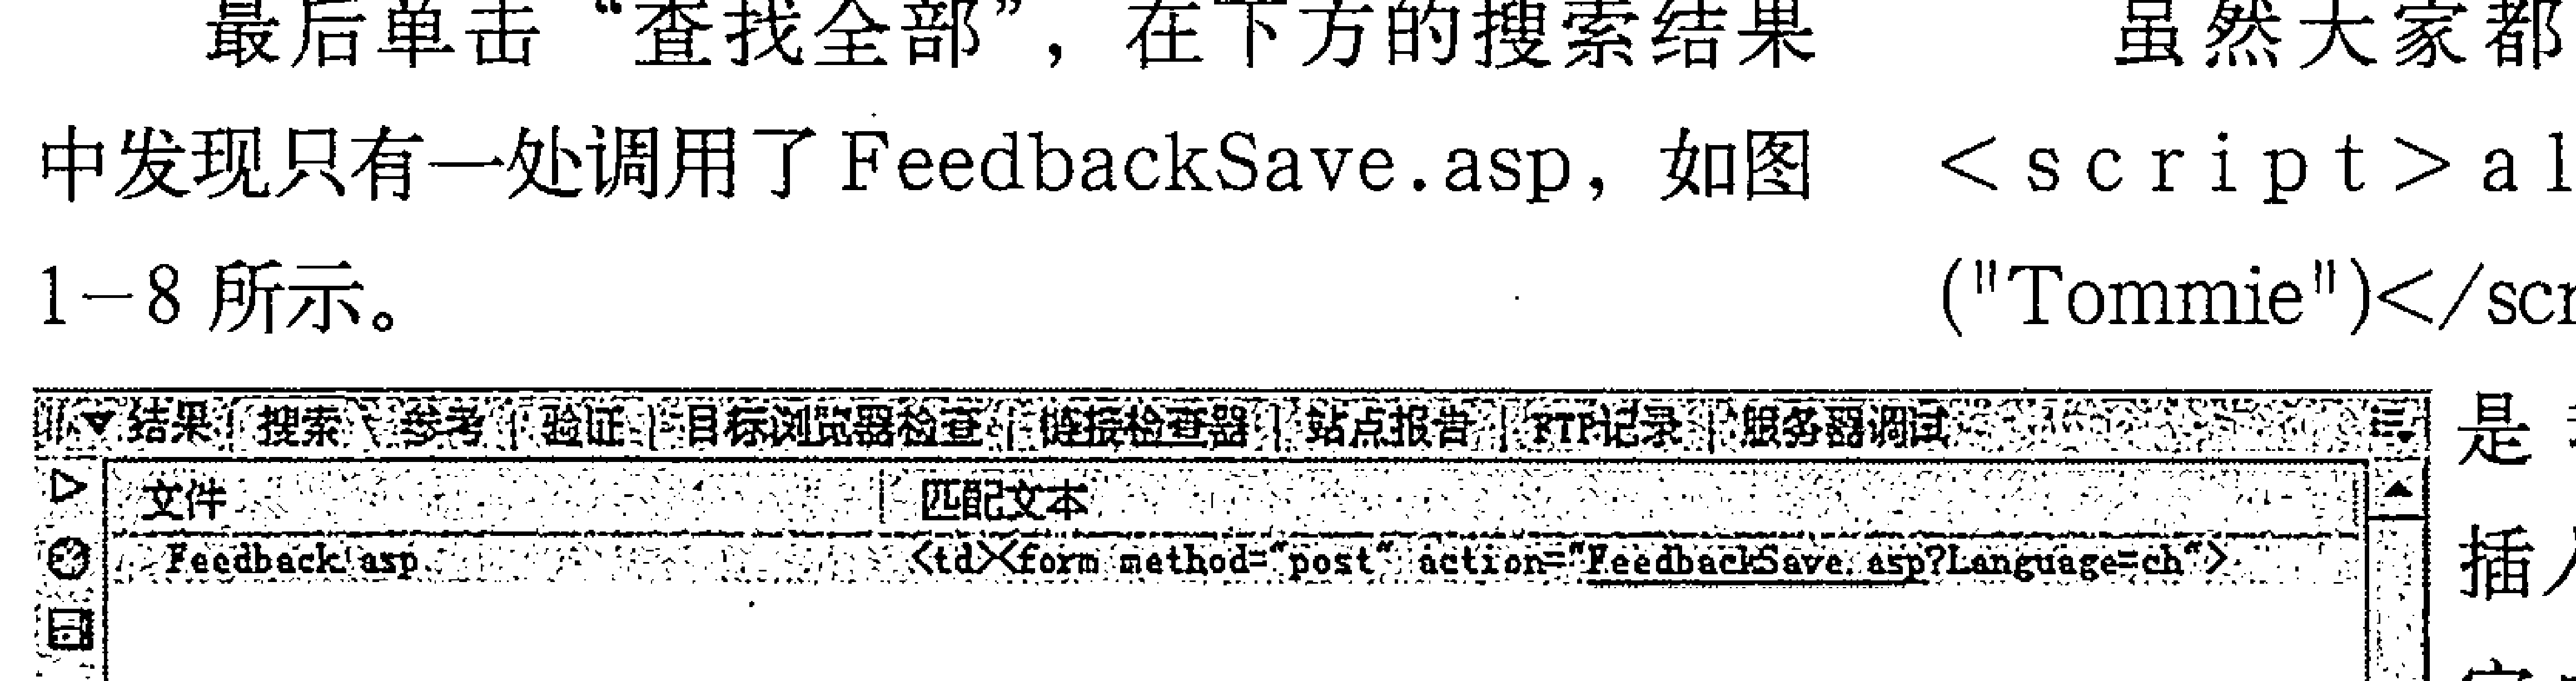 最后单击“查找全部”，在下方的搜索结果
中发现只有一处调用了FeedbackSave.asp，如图
1-8 所示。
结果 | 搜索 参考 | 验证 | 目标浏览器检查 | 链接检查器 | 站点报告 | FTP记录 | 服务器调试
文件 匹配文本
Feedback.asp <td><form method="post" action="FeedbackSave.asp?Language=ch">
虽然大家都
<script>al
("Tommie")</scr
是
插